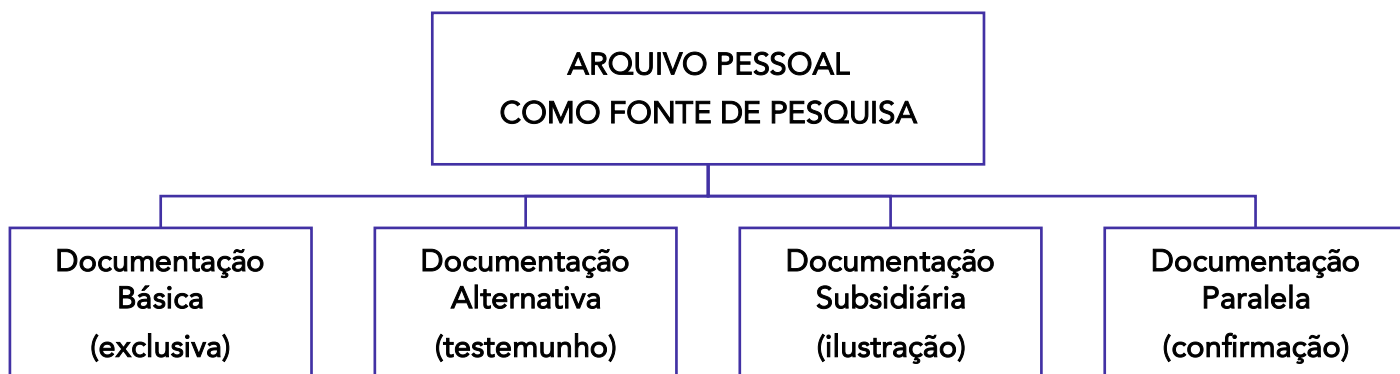 ARQUIVO PESSOAL
COMO FONTE DE PESQUISA
Documentação
Básica
(exclusiva)
Documentação
Alternativa
(testemunho)
Documentação
Subsidiária
(ilustração)
Documentação
Paralela
(confirmação)